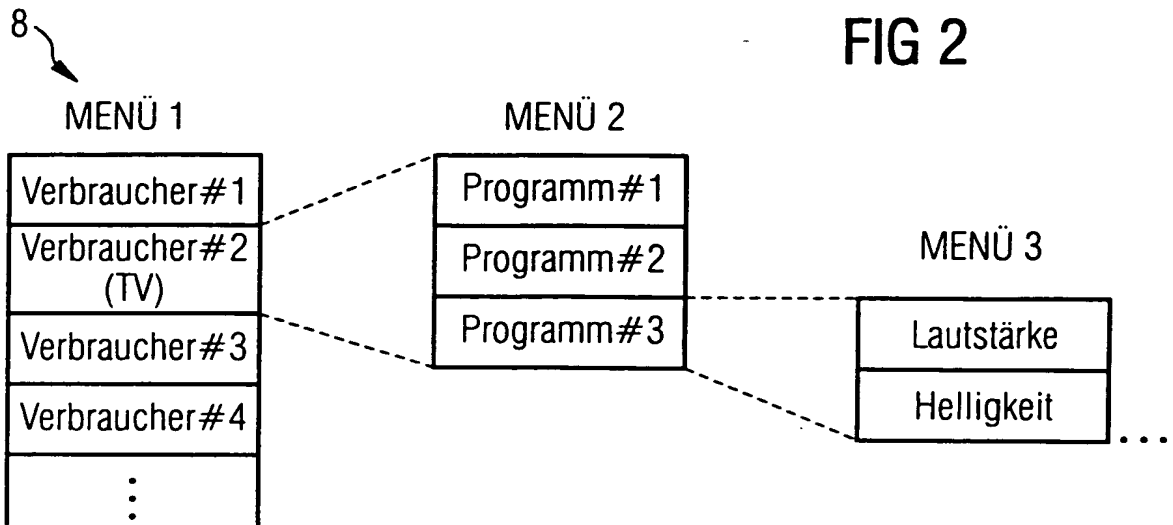 8
FIG 2
MENÜ 1
Verbraucher#1
Verbraucher#2
(TV)
Verbraucher#3
Verbraucher#4
⋮
MENÜ 2
Programm#1
Programm#2
Programm#3
MENÜ 3
Lautstärke
Helligkeit
...